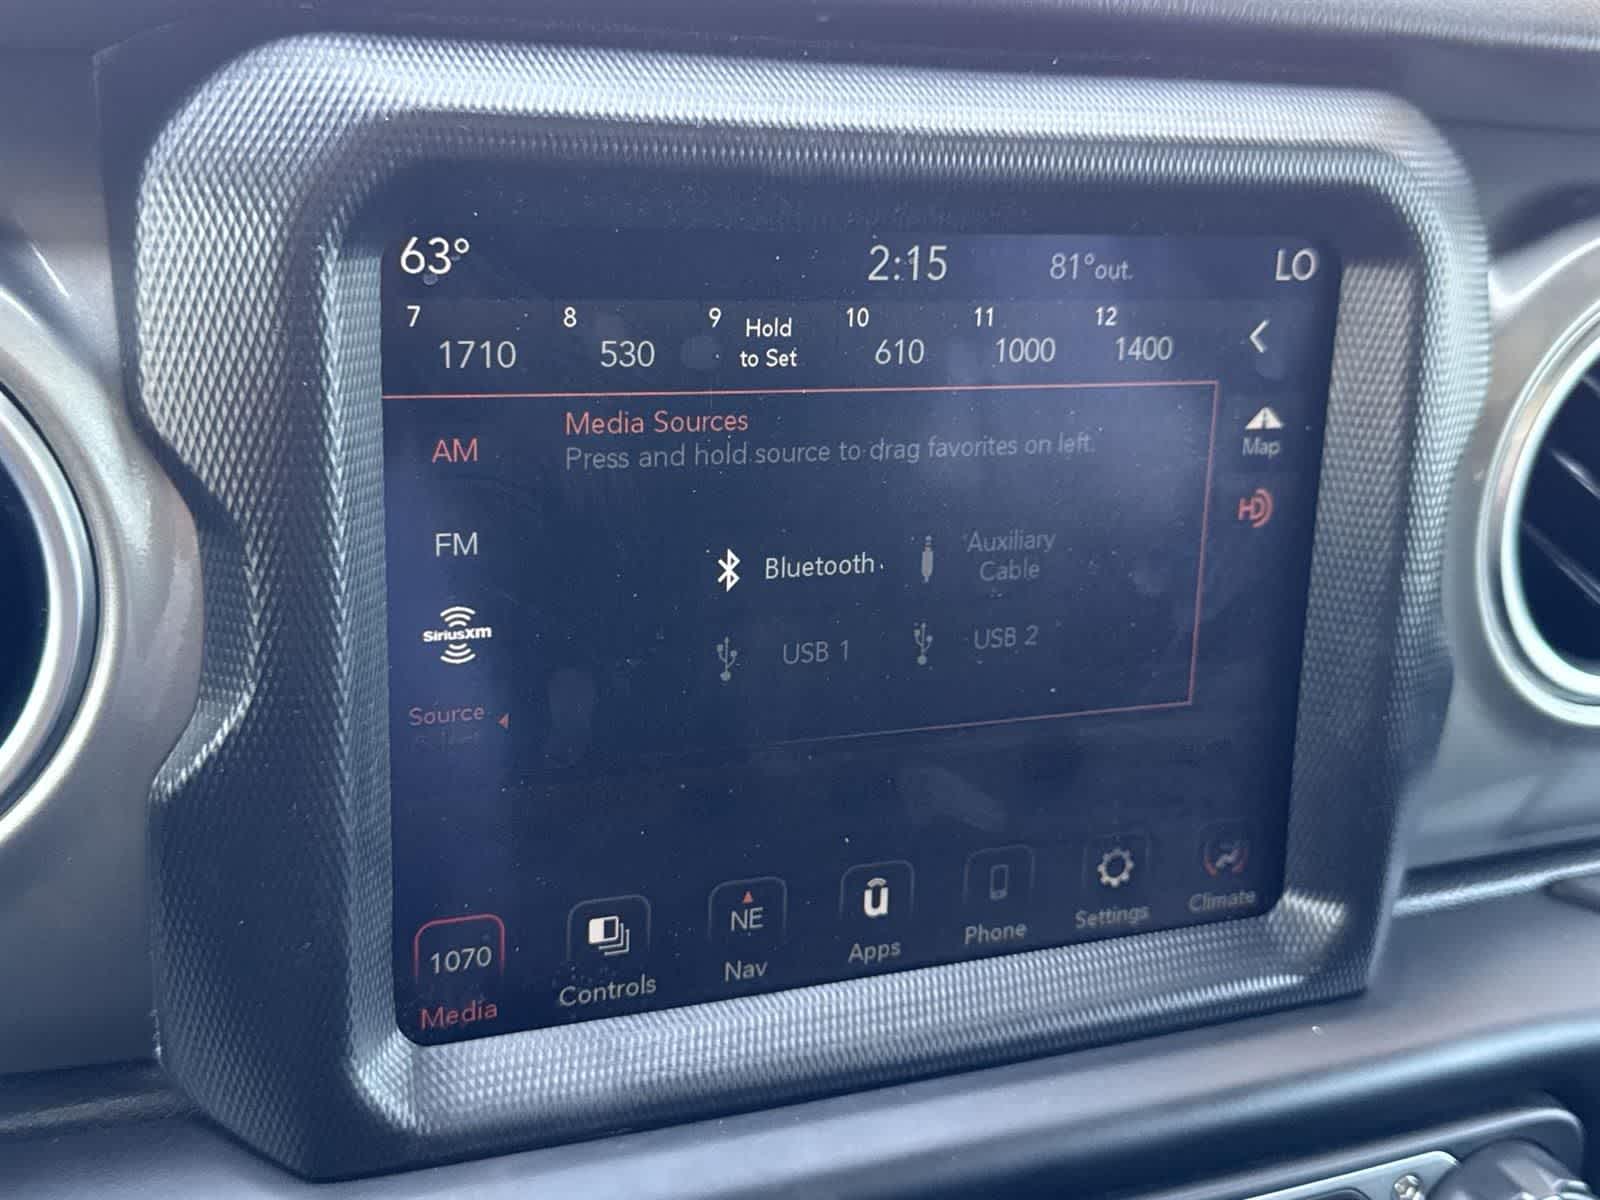 63° 2:15 81°out. LO
7 8 9 10 11 12
1710 530 Hold to Set 610 1000 1400
AM
Media Sources
Press and hold source to drag favorites on left.
Map
FM
HD
Bluetooth
Auxiliary
Cable
SiriusXM
USB 1 USB 2
Source
1070
Media
Controls
NE
Nav
Apps
Phone
Settings
Climate